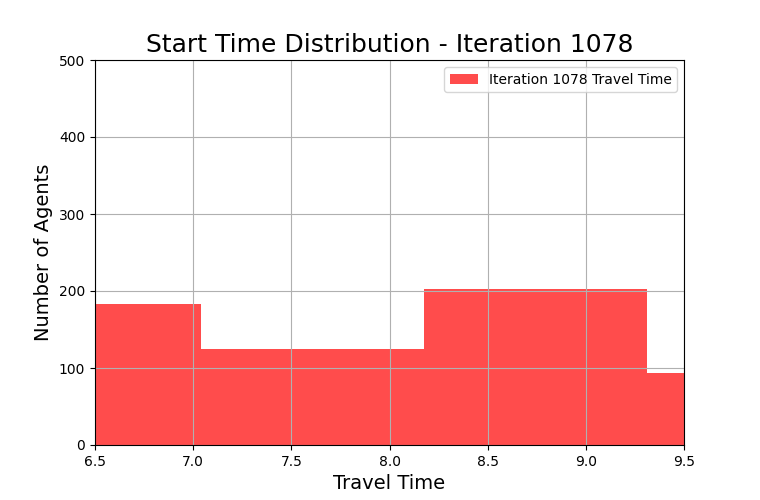 Start Time Distribution - Iteration 1078
Iteration 1078 Travel Time
Number of Agents
500
400
300
200
100
0
6.5 7.0 7.5 8.0 8.5 9.0 9.5
Travel Time